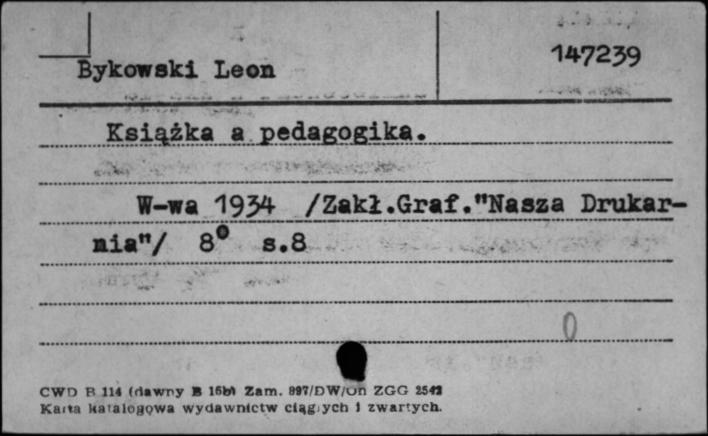 147239
Bykowski Leon
Książka a pedagogika.
W-wa 1934 /Zakł.Graf."Nasza Drukar-
nia"/ 8° s.8
0
CWD B 114 (dawny B 16b) Zam. 897/DW/Un ZGG 2542
Karta katalogowa wydawnictw ciągłych i zwartych.